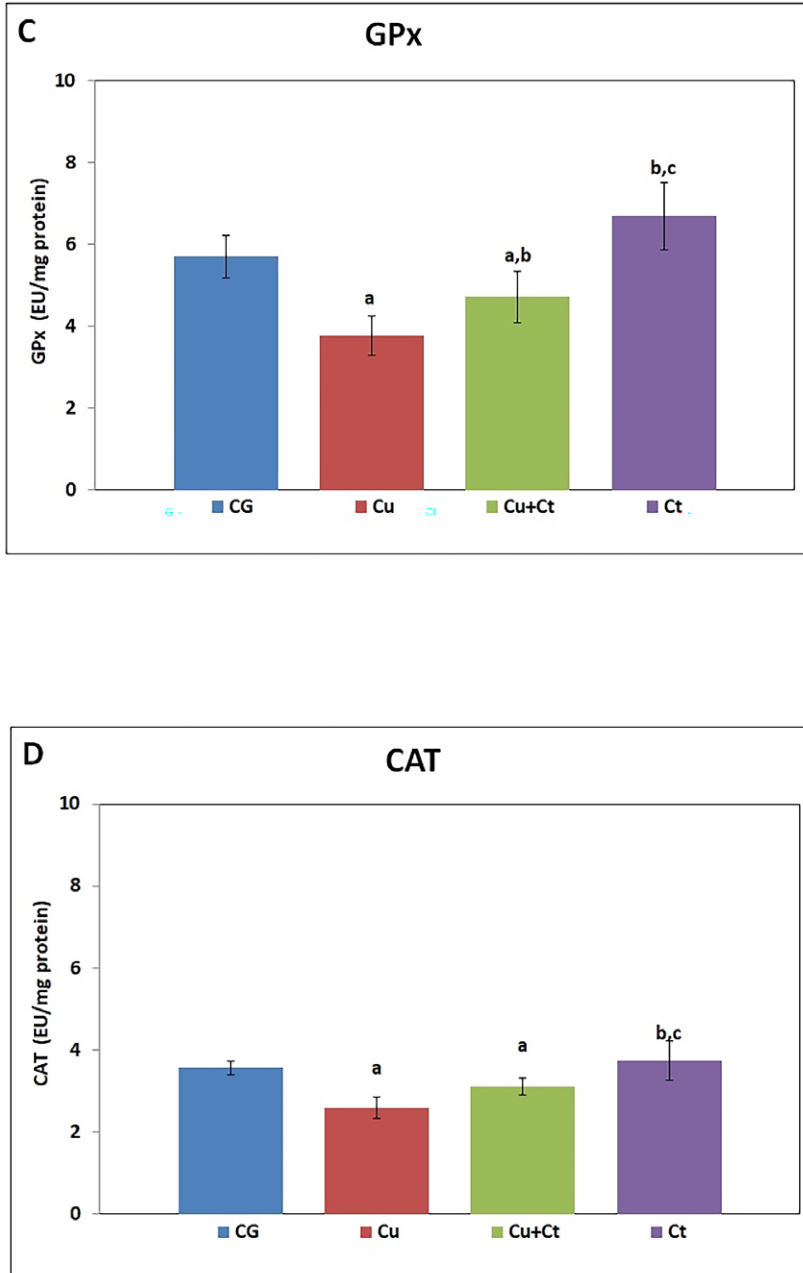 C
GPx
10
8
6
4
2
0
GPx (EU/mg protein)
a
a,b
b,c
CG Cu Cu+Ct Ct
D
CAT
10
8
6
4
2
0
CAT (EU/mg protein)
a
a
b,c
CG Cu Cu+Ct Ct